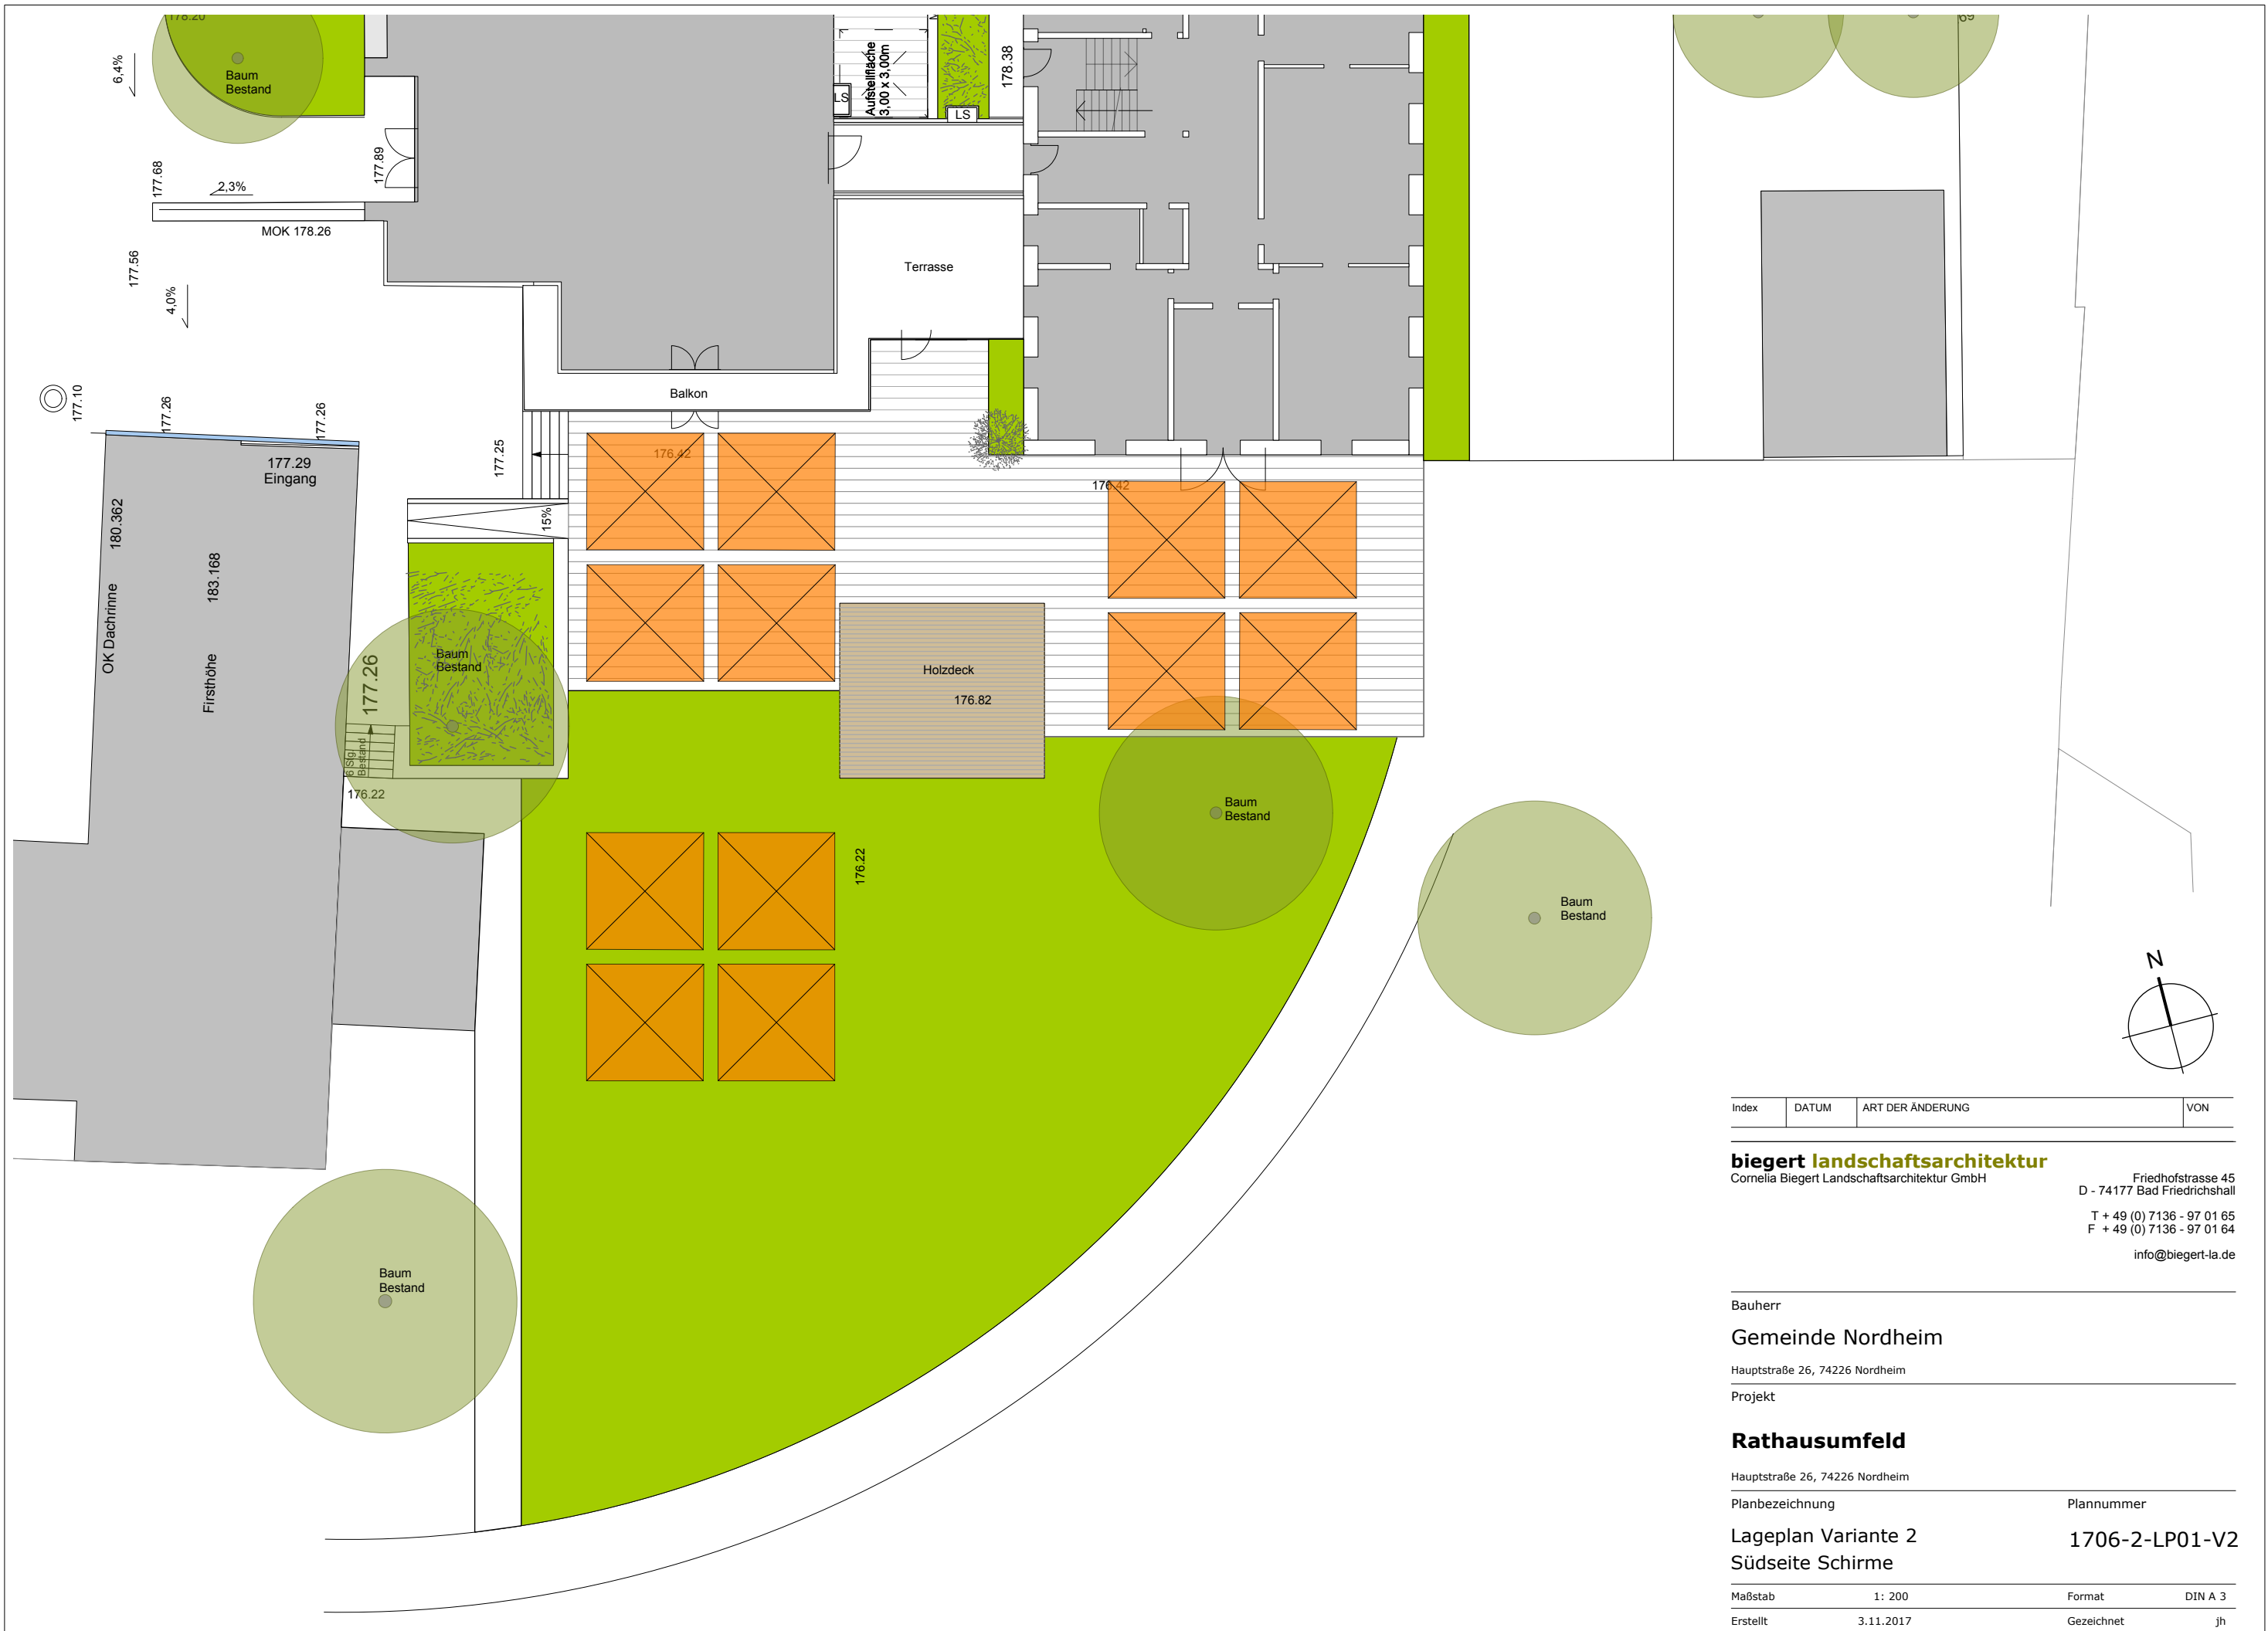 178.20
6,4%
Baum
Bestand
Aufstellfläche
3,00 x 3,00m
LS
LS
178.38
177.68
2,3%
177.89
MOK 178.26
177.56
4,0%
Terrasse
Balkon
177.10
177.26
177.26
177.29
Eingang
177.25
176.42
176.42
15%
OK Dachrinne 180.362
Firsthöhe 183.168
Baum
Bestand
177.26
6 Stg.
Bestand
176.22
Holzdeck
176.82
Baum
Bestand
176.22
Baum
Bestand
Baum
Bestand
N
Index DATUM ART DER ÄNDERUNG VON
biegert landschaftsarchitektur
Cornelia Biegert Landschaftsarchitektur GmbH
Friedhofstrasse 45
D - 74177 Bad Friedrichshall
T + 49 (0) 7136 - 97 01 65
F + 49 (0) 7136 - 97 01 64
info@biegert-la.de
Bauherr
Gemeinde Nordheim
Hauptstraße 26, 74226 Nordheim
Projekt
Rathausumfeld
Hauptstraße 26, 74226 Nordheim
Planbezeichnung Plannummer
Lageplan Variante 2 1706-2-LP01-V2
Südseite Schirme
Maßstab 1: 200 Format DIN A 3
Erstellt 3.11.2017 Gezeichnet jh